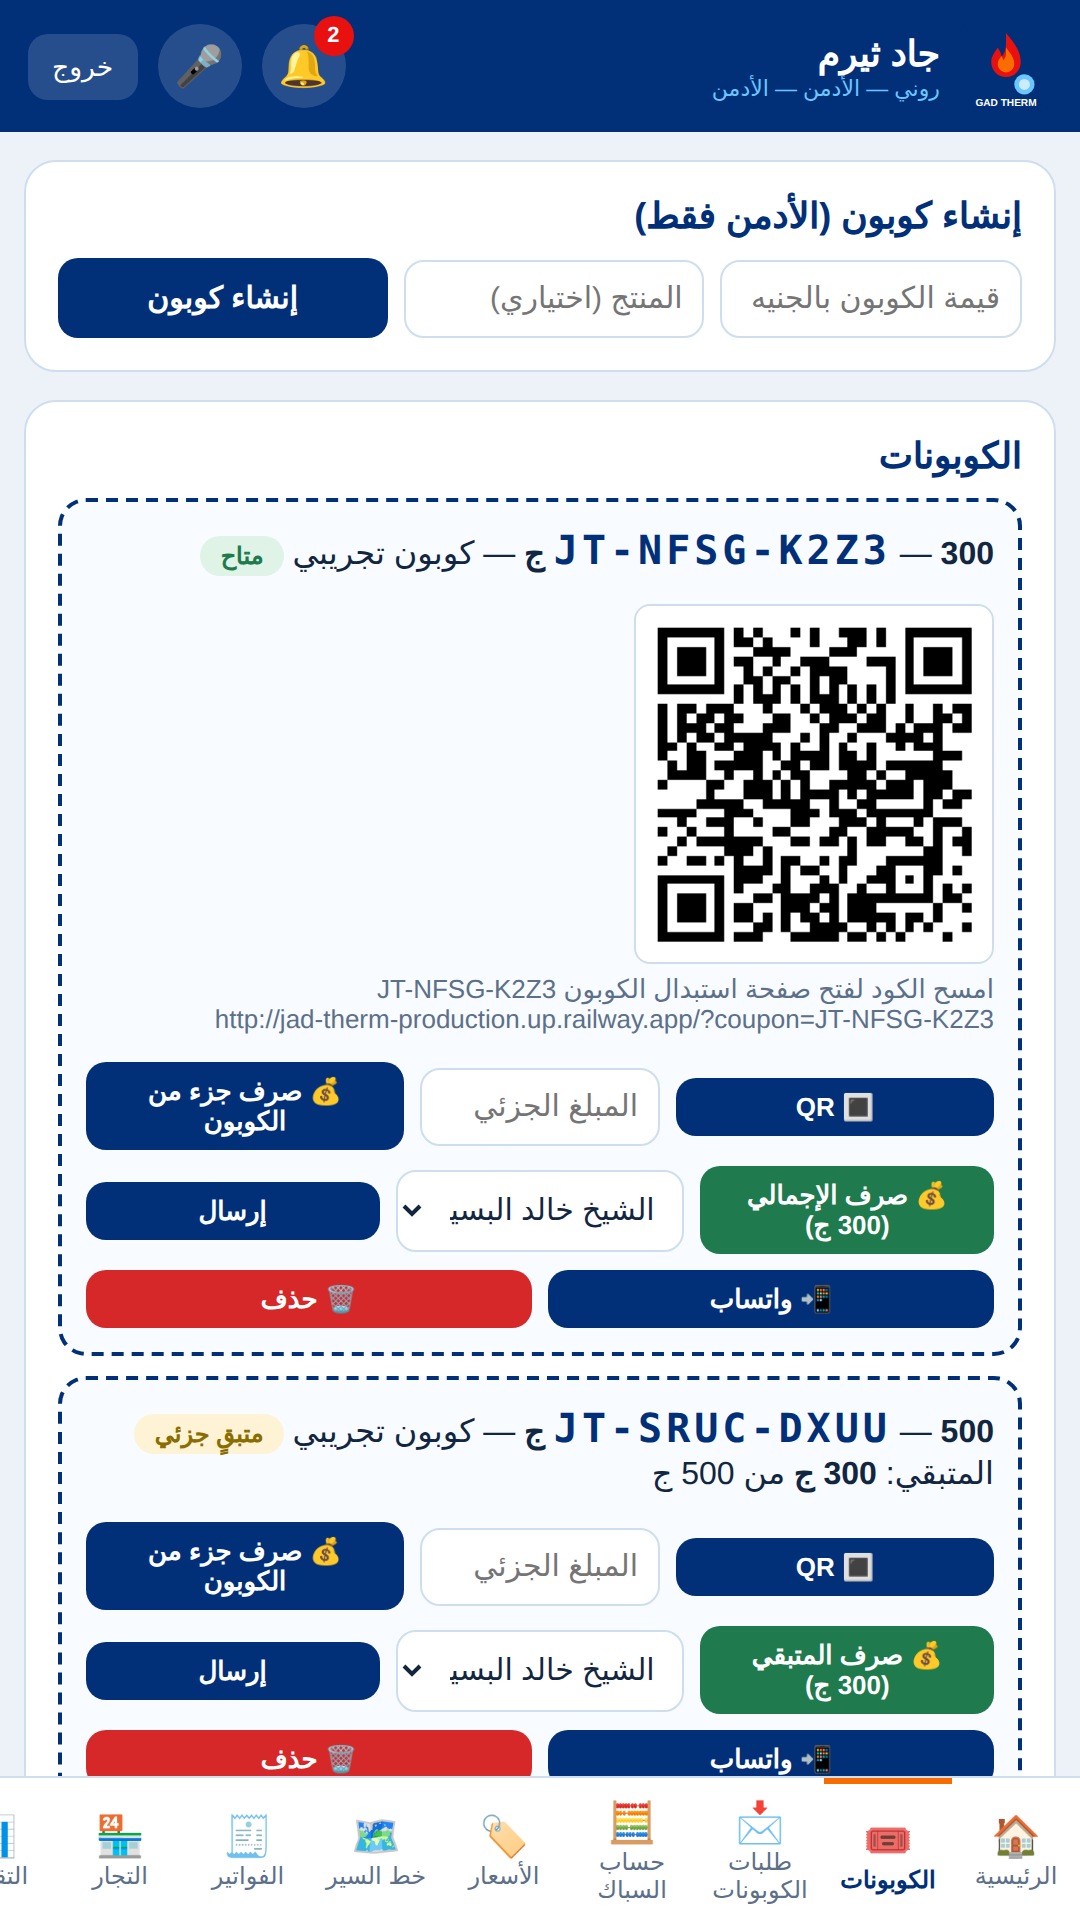 جاد ثيرم
روني — الأدمن — الأدمن
GAD THERM
2
خروج
إنشاء كوبون (الأدمن فقط)
قيمة الكوبون بالجنيه
المنتج (اختياري)
إنشاء كوبون
الكوبونات
300 — JT-NFSG-K2Z3 ج — كوبون تجريبي متاح
امسح الكود لفتح صفحة استبدال الكوبون JT-NFSG-K2Z3
http://jad-therm-production.up.railway.app/?coupon=JT-NFSG-K2Z3
QR
المبلغ الجزئي
صرف جزء من
الكوبون
صرف الإجمالي
(300 ج)
الشيخ خالد البسي
إرسال
واتساب
حذف
500 — JT-SRUC-DXUU ج — كوبون تجريبي متبقٍ جزئي
المتبقي: 300 ج من 500 ج
QR
المبلغ الجزئي
صرف جزء من
الكوبون
صرف المتبقي
(300 ج)
الشيخ خالد البسي
إرسال
واتساب
حذف
الرئيسية
الكوبونات
طلبات
الكوبونات
حساب
السباك
الأسعار
خط السير
الفواتير
التجار